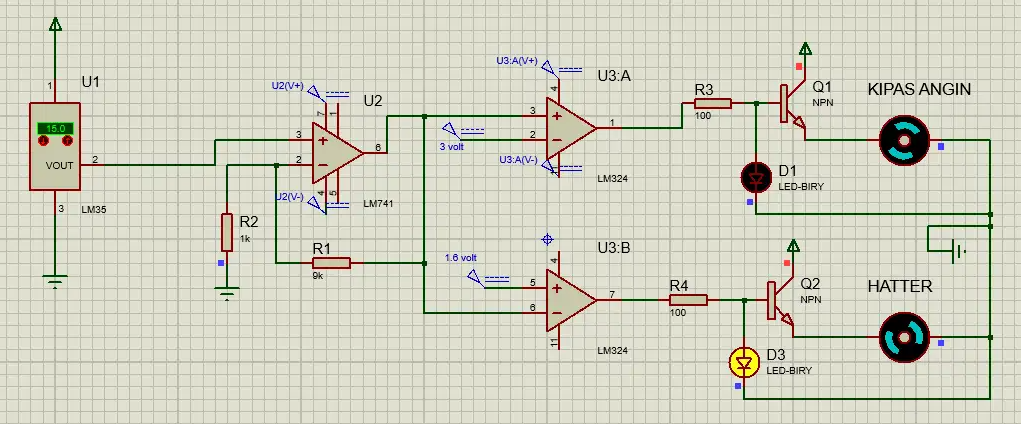 U1
1
15.0
VOUT
2
3
LM35
U2(V+)
7
1
U2
3
2
6
4
5
U2(V-)
LM741
R2
1k
R1
9k
U3:A(V+)
4
U3:A
3
2
1
3 volt
U3:A(V-)
11
LM324
R3
100
Q1
NPN
KIPAS ANGIN
D1
LED-BIRY
U3:B
4
1.6 volt
5
6
7
11
LM324
R4
100
Q2
NPN
HATTER
D3
LED-BIRY